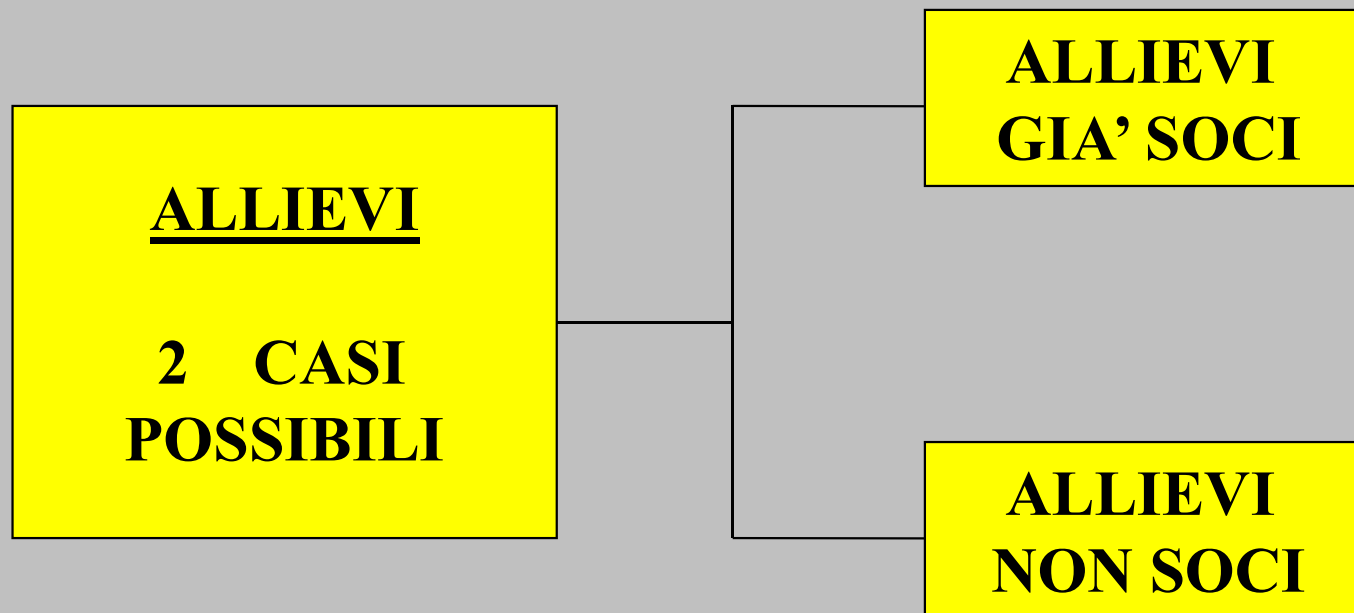 ALLIEVI
2 CASI
POSSIBILI
ALLIEVI
GIA’ SOCI
ALLIEVI
NON SOCI